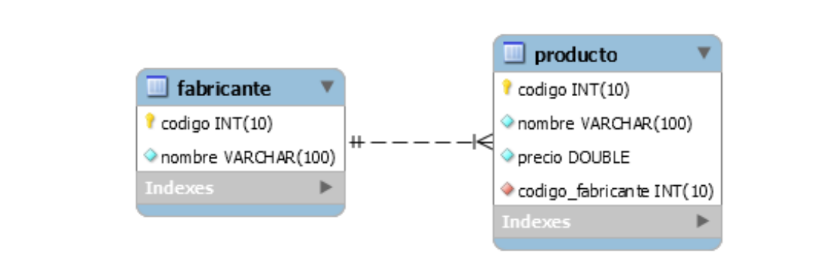 fabricante
codigo INT(10)
nombre VARCHAR(100)
Indexes
producto
codigo INT(10)
nombre VARCHAR(100)
precio DOUBLE
codigo_fabricante INT(10)
Indexes